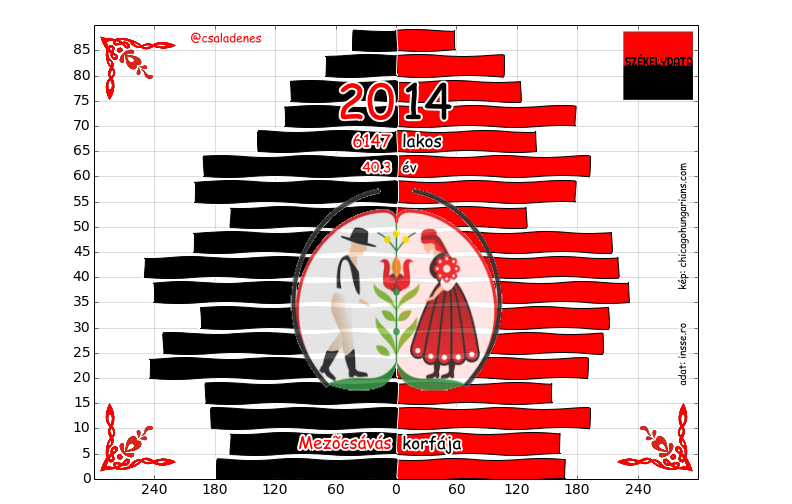 @csaladenes
SZÉKELYDATA
2014
6147 lakos
40.3 év
kép: chicagohungarians.com
adat: insse.ro
Mezőcsávás korfája
85
80
75
70
65
60
55
50
45
40
35
30
25
20
15
10
5
0
240 180 120 60 0 60 120 180 240